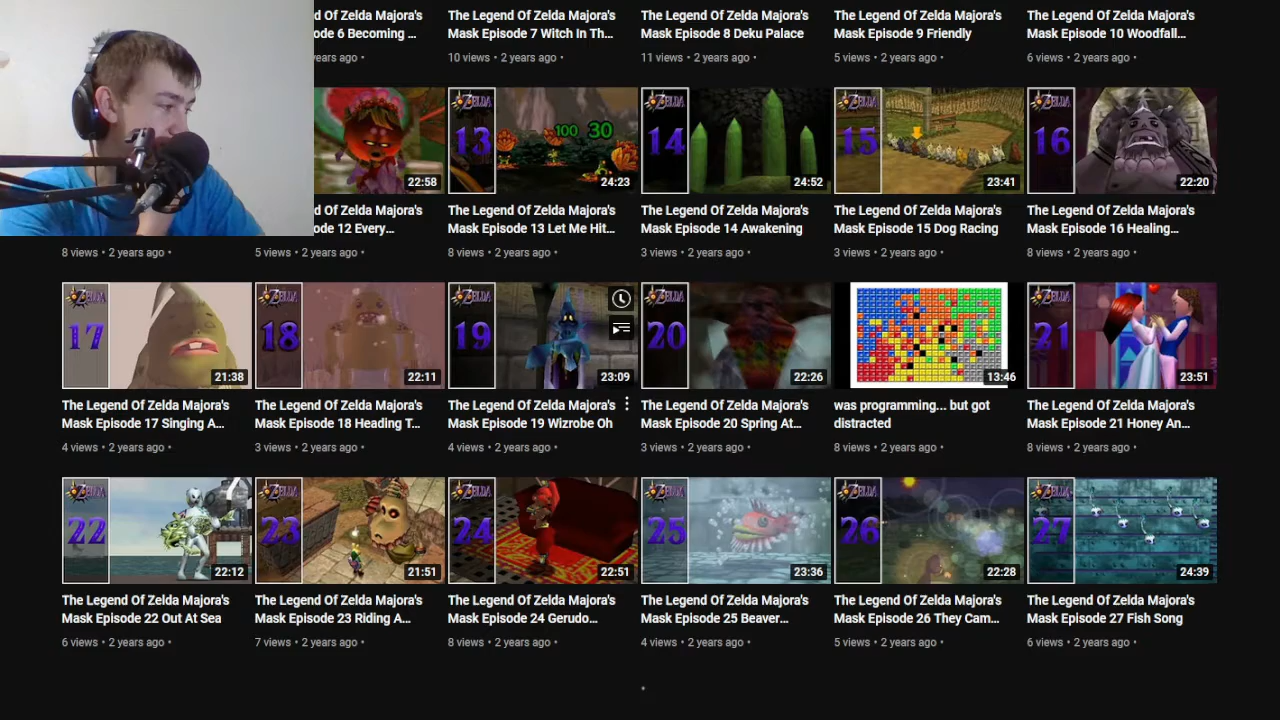 d Of Zelda Majora's
ode 6 Becoming ...
ears ago •
The Legend Of Zelda Majora's
Mask Episode 7 Witch In Th...
10 views • 2 years ago •
The Legend Of Zelda Majora's
Mask Episode 8 Deku Palace
11 views • 2 years ago •
The Legend Of Zelda Majora's
Mask Episode 9 Friendly
5 views • 2 years ago •
The Legend Of Zelda Majora's
Mask Episode 10 Woodfall...
6 views • 2 years ago •
8 views • 2 years ago •
22:58
d Of Zelda Majora's
ode 12 Every...
5 views • 2 years ago •
ZELDA
13
100 30
24:23
The Legend Of Zelda Majora's
Mask Episode 13 Let Me Hit...
8 views • 2 years ago •
ZELDA
14
24:52
The Legend Of Zelda Majora's
Mask Episode 14 Awakening
3 views • 2 years ago •
ZELDA
15
23:41
The Legend Of Zelda Majora's
Mask Episode 15 Dog Racing
3 views • 2 years ago •
ZELDA
16
22:20
The Legend Of Zelda Majora's
Mask Episode 16 Healing...
8 views • 2 years ago •
ZELDA
17
21:38
The Legend Of Zelda Majora's
Mask Episode 17 Singing A...
4 views • 2 years ago •
ZELDA
18
22:11
The Legend Of Zelda Majora's
Mask Episode 18 Heading T...
3 views • 2 years ago •
ZELDA
19
23:09
The Legend Of Zelda Majora's
Mask Episode 19 Wizrobe Oh
4 views • 2 years ago •
ZELDA
20
22:26
The Legend Of Zelda Majora's
Mask Episode 20 Spring At...
3 views • 2 years ago •
13:46
was programming... but got
distracted
8 views • 2 years ago •
ZELDA
21
23:51
The Legend Of Zelda Majora's
Mask Episode 21 Honey An...
8 views • 2 years ago •
ZELDA
22
22:12
The Legend Of Zelda Majora's
Mask Episode 22 Out At Sea
6 views • 2 years ago •
ZELDA
23
21:51
The Legend Of Zelda Majora's
Mask Episode 23 Riding A...
7 views • 2 years ago •
ZELDA
24
22:51
The Legend Of Zelda Majora's
Mask Episode 24 Gerudo...
8 views • 2 years ago •
ZELDA
25
23:36
The Legend Of Zelda Majora's
Mask Episode 25 Beaver...
4 views • 2 years ago •
ZELDA
26
22:28
The Legend Of Zelda Majora's
Mask Episode 26 They Cam...
5 views • 2 years ago •
ZELDA
27
24:39
The Legend Of Zelda Majora's
Mask Episode 27 Fish Song
6 views • 2 years ago •